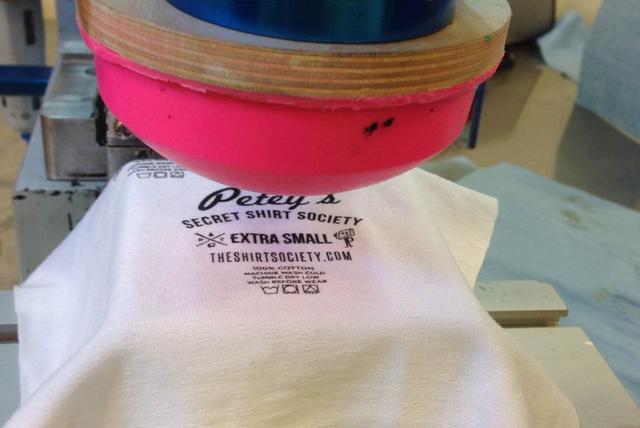 Petey's
SECRET SHIRT SOCIETY
EXTRA SMALL
THESHIRTSOCIETY.COM
100% COTTON
MACHINE WASH COLD
TUMBLE DRY LOW
WASH BEFORE WEAR